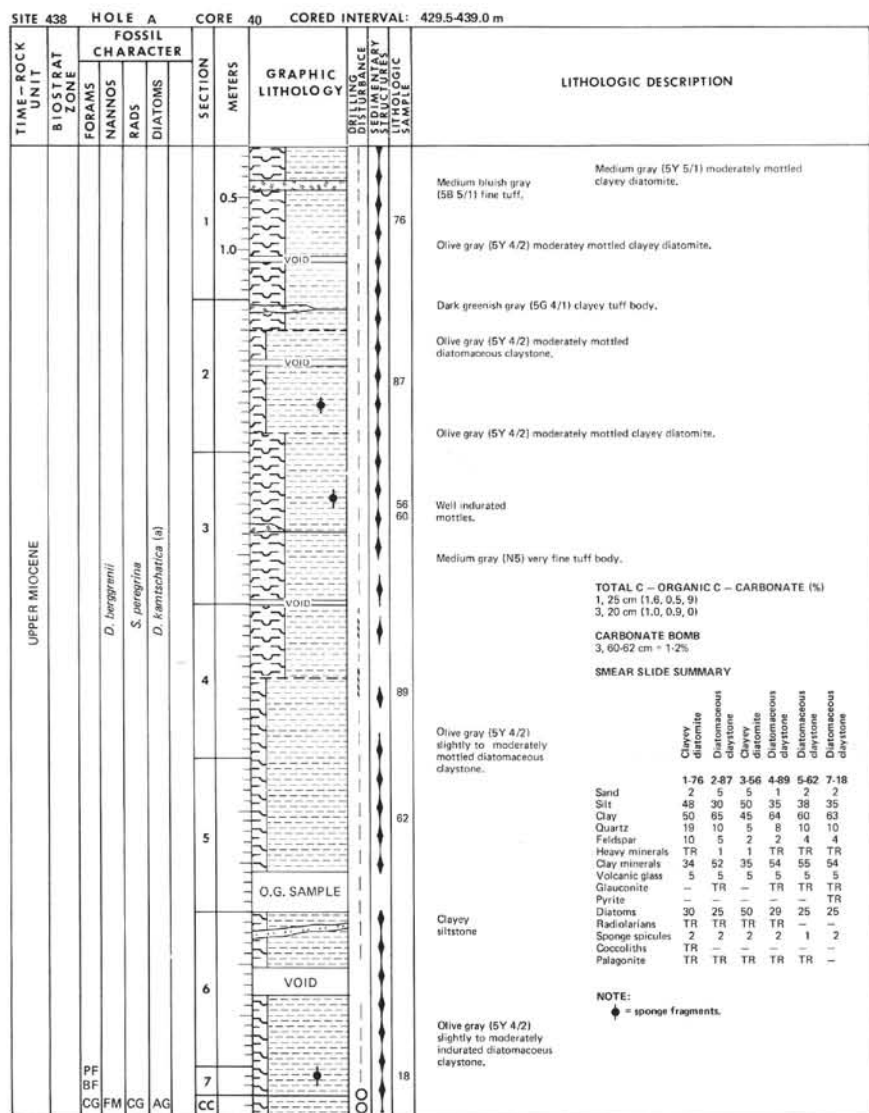 SITE 438 HOLE A CORE 40 CORED INTERVAL: 429.5-439.0 m
TIME–ROCK UNIT
BIOSTRAT ZONE
FOSSIL CHARACTER
FORAMS
NANNOS
RADS
DIATOMS
SECTION
METERS
GRAPHIC LITHOLOGY
DRILLING DISTURBANCE
SEDIMENTARY STRUCTURES
LITHOLOGIC SAMPLE
LITHOLOGIC DESCRIPTION
UPPER MIOCENE
D. berggrenii
S. peregrina
D. kamtschatica (a)
PF
BF
CG FM CG AG
1
0.5
1.0
VOID
2
VOID
3
VOID
4
5
O.G. SAMPLE
6
VOID
7
CC
76
87
56
60
89
62
18
Medium gray (5Y 5/1) moderately mottled
clayey diatomite.
Medium bluish gray
(5B 5/1) fine tuff.
Olive gray (5Y 4/2) moderatey mottled clayey diatomite.
Dark greenish gray (5G 4/1) clayey tuff body.
Olive gray (5Y 4/2) moderately mottled
diatomaceous claystone.
Olive gray (5Y 4/2) moderately mottled clayey diatomite.
Well indurated
mottles.
Medium gray (N5) very fine tuff body.
TOTAL C – ORGANIC C – CARBONATE (%)
1, 25 cm (1.6, 0.5, 9)
3, 20 cm (1.0, 0.9, 0)
CARBONATE BOMB
3, 60-62 cm = 1-2%
SMEAR SLIDE SUMMARY
Olive gray (5Y 4/2)
slightly to moderately
mottled diatomaceous
claystone.
Clayey diatomite
Diatomaceous claystone
Clayey diatomite
Diatomaceous claystone
Diatomaceous claystone
Diatomaceous claystone
1-76 2-87 3-56 4-89 5-62 7-18
Sand 2 5 5 1 2 2
Silt 48 30 50 35 38 35
Clay 50 65 45 64 60 63
Quartz 19 10 5 8 10 10
Feldspar 10 5 2 2 4 4
Heavy minerals TR 1 1 TR TR TR
Clay minerals 34 52 35 54 55 54
Volcanic glass 5 5 5 5 5 5
Glauconite – TR – TR TR TR
Pyrite – – – – – TR
Diatoms 30 25 50 29 25 25
Radiolarians TR TR TR TR – –
Sponge spicules 2 2 2 2 1 2
Coccoliths TR – – – – –
Palagonite TR TR TR TR TR –
Clayey
siltstone
NOTE:
= sponge fragments.
Olive gray (5Y 4/2)
slightly to moderately
indurated diatomacoeus
claystone.